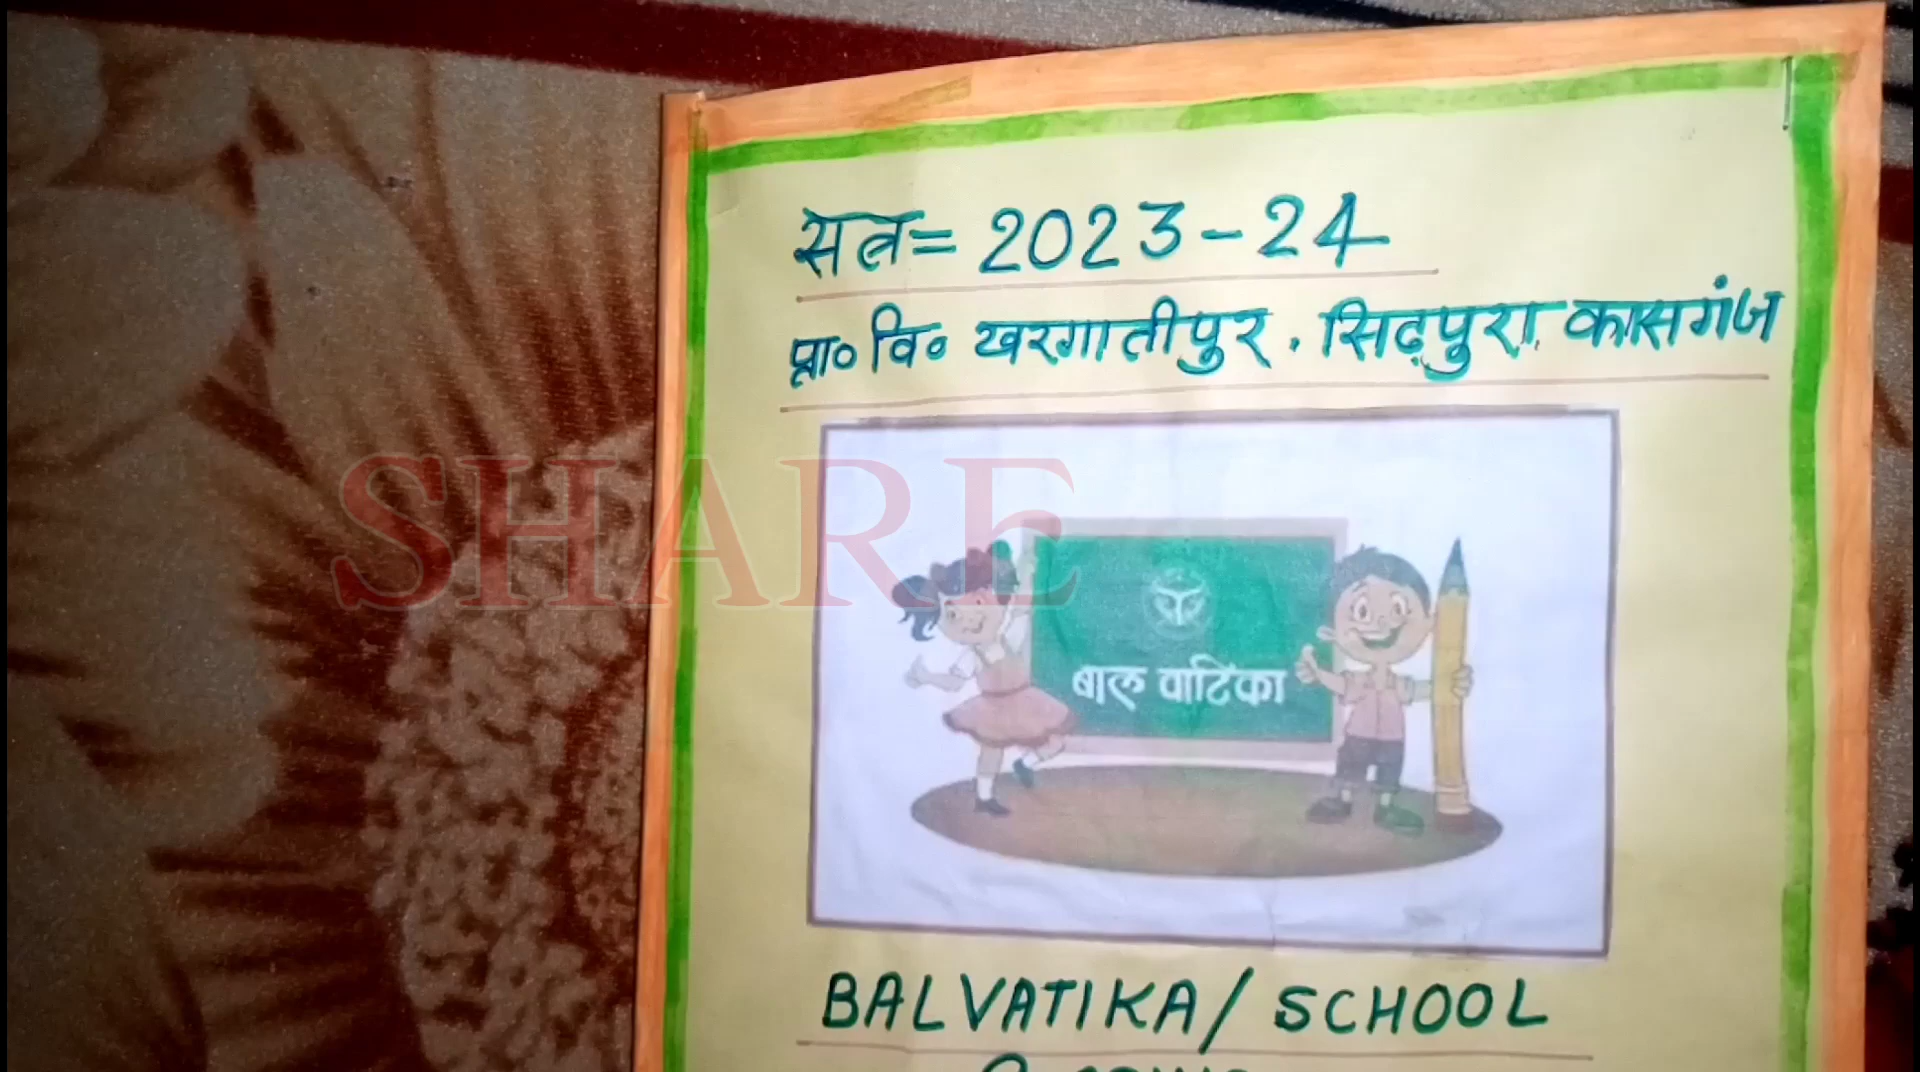 सत्र= 2023-24
प्रा० वि० खरगातीपुर. सिढ़पुरा, कासगंज
SHARE
बाल वाटिका
BALVATIKA/ SCHOOL